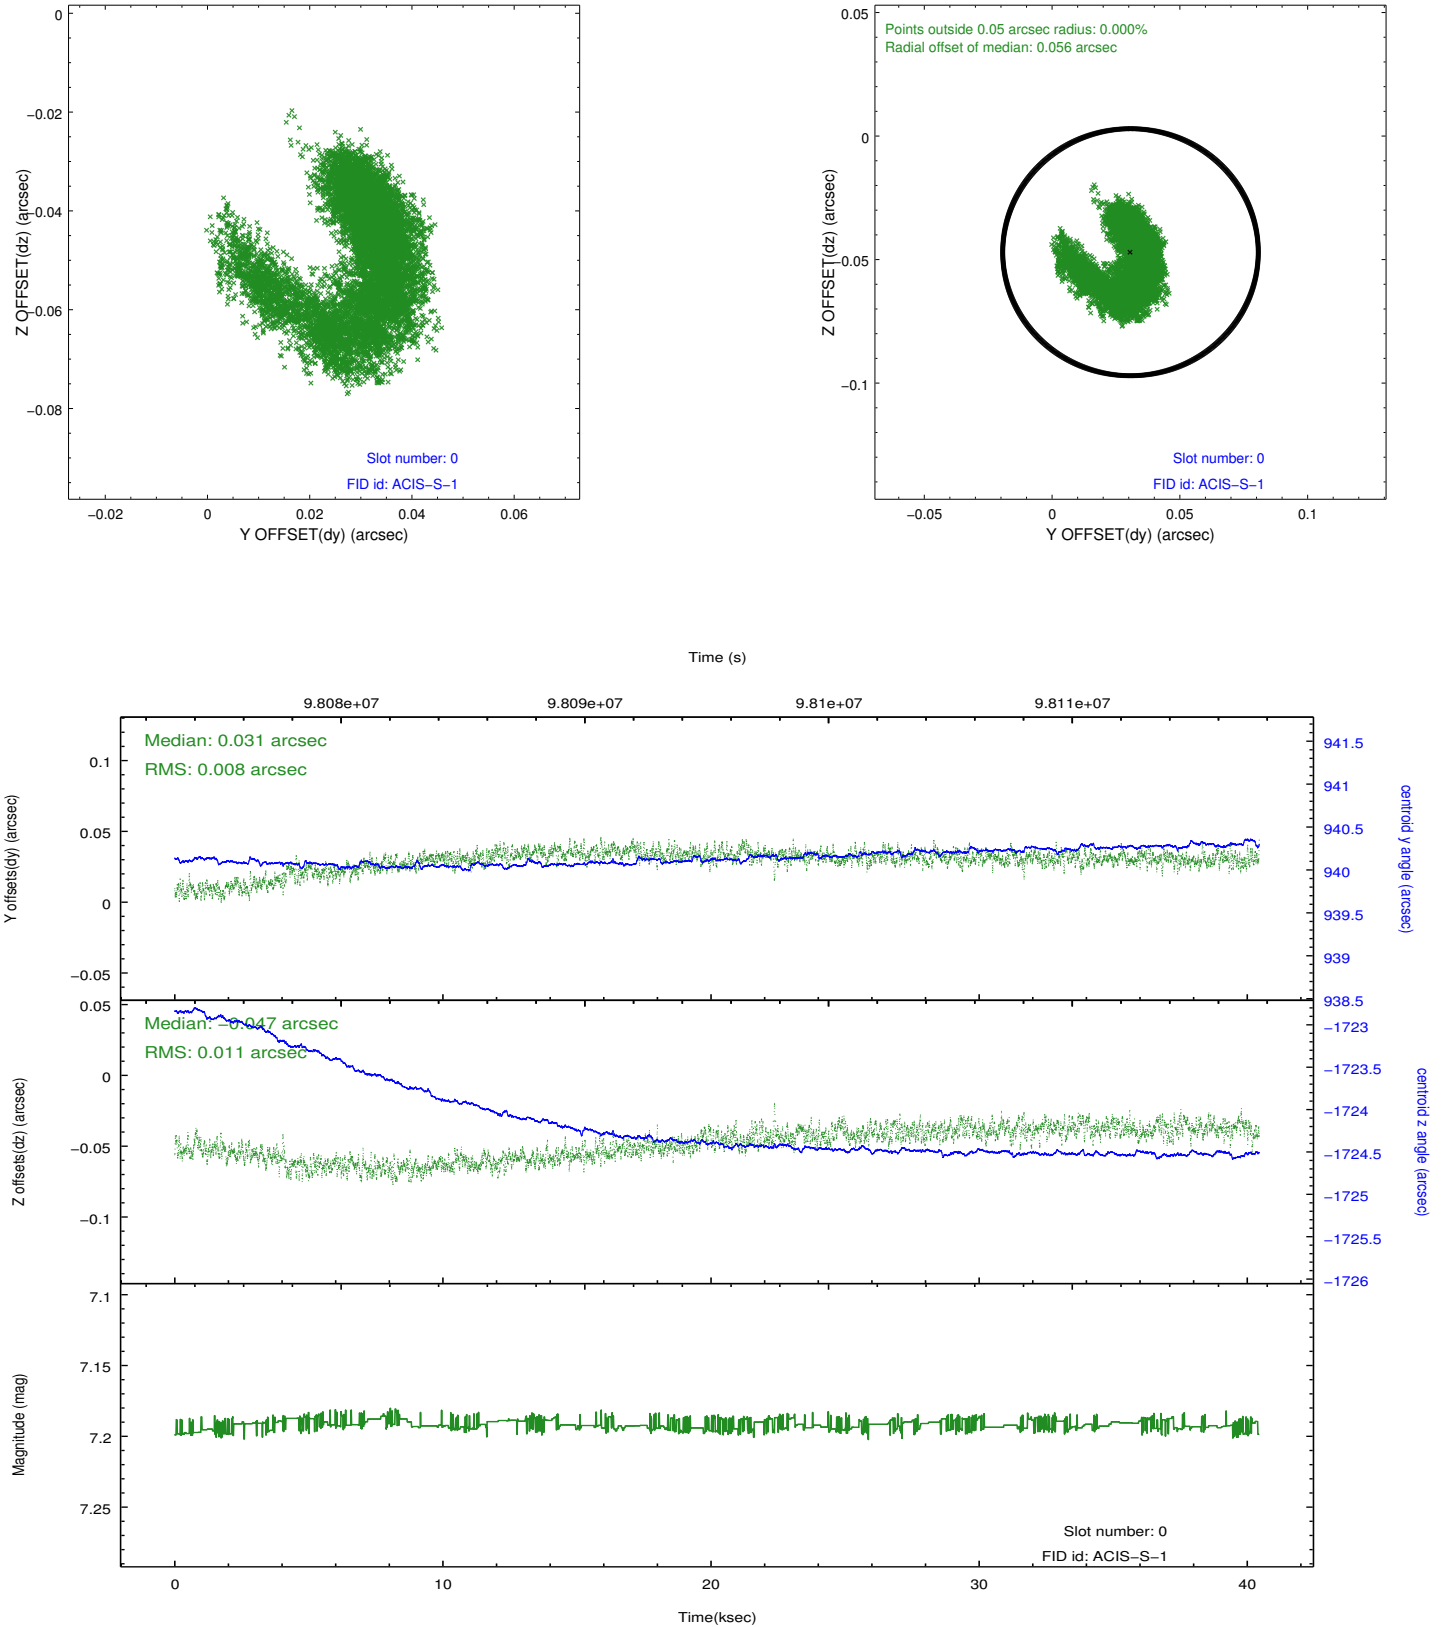 0
−0.02
−0.04
−0.06
−0.08
Z OFFSET(dz) (arcsec)
Slot number: 0
FID id: ACIS−S−1
−0.02
0
0.02
0.04
0.06
Y OFFSET(dy) (arcsec)
Points outside 0.05 arcsec radius: 0.000%
Radial offset of median: 0.056 arcsec
0.05
0
−0.05
−0.1
Z OFFSET(dz) (arcsec)
Slot number: 0
FID id: ACIS−S−1
−0.05
0
0.05
0.1
Y OFFSET(dy) (arcsec)
Time (s)
9.808e+07
9.809e+07
9.81e+07
9.811e+07
Median: 0.031 arcsec
RMS: 0.008 arcsec
0.1
0.05
0
−0.05
Y offsets(dy) (arcsec)
941.5
941
940.5
940
939.5
939
938.5
centroid y angle (arcsec)
Median: −0.047 arcsec
RMS: 0.011 arcsec
0.05
0
−0.05
−0.1
Z offsets(dz) (arcsec)
−1723
−1723.5
−1724
−1724.5
−1725
−1725.5
−1726
centroid z angle (arcsec)
7.1
7.15
7.2
7.25
Magnitude (mag)
Slot number: 0
FID id: ACIS−S−1
0
10
20
30
40
Time(ksec)